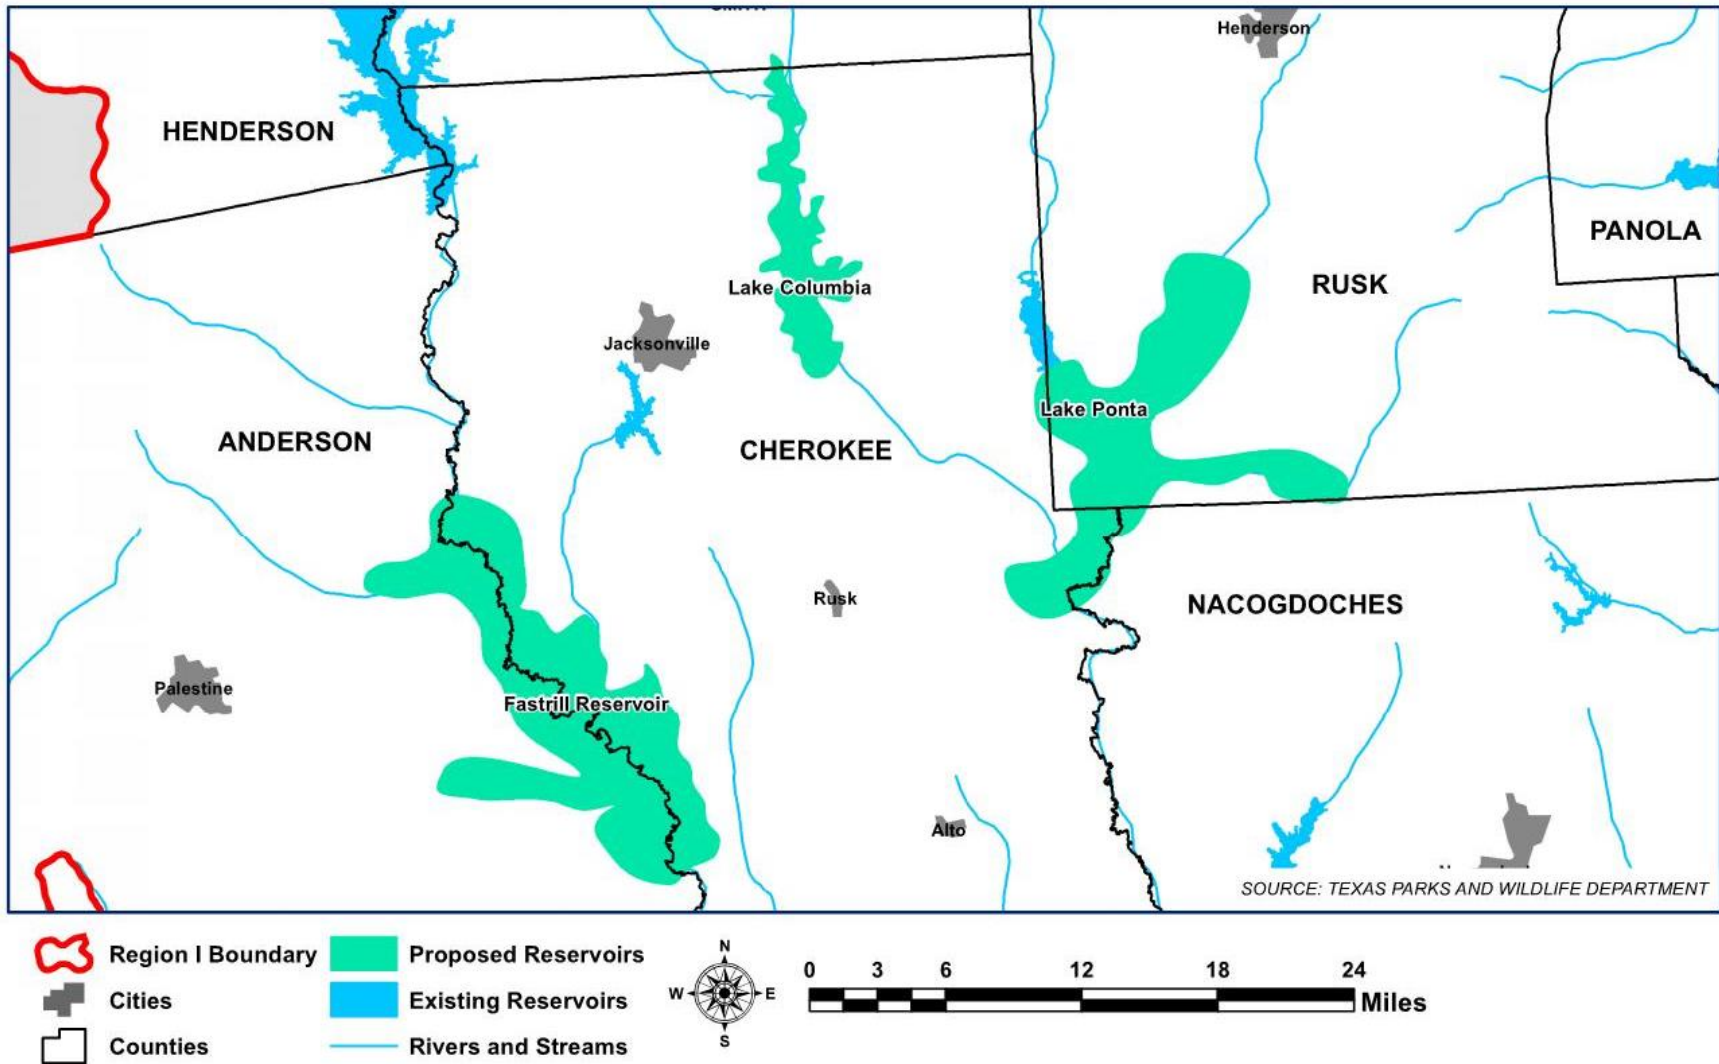 Henderson
HENDERSON
PANOLA
RUSK
Lake Columbia
Jacksonville
Lake Ponta
ANDERSON
CHEROKEE
Rusk
NACOGDOCHES
Palestine
Fastrill Reservoir
Alto
SOURCE: TEXAS PARKS AND WILDLIFE DEPARTMENT
Region I Boundary
Cities
Counties
Proposed Reservoirs
Existing Reservoirs
Rivers and Streams
N
W E
S
0 3 6 12 18 24
Miles